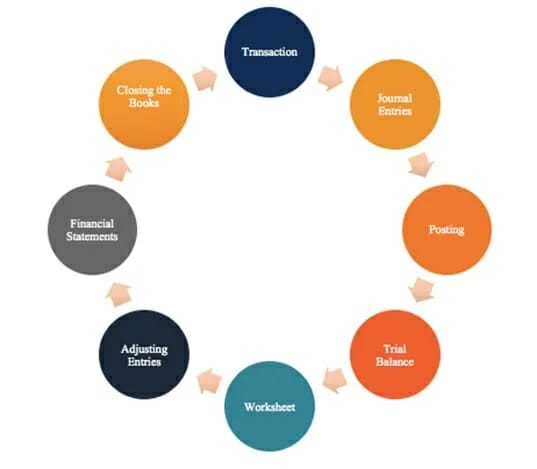 Transaction
Journal
Entries
Posting
Trial
Balance
Worksheet
Adjusting
Entries
Financial
Statements
Closing the
Books